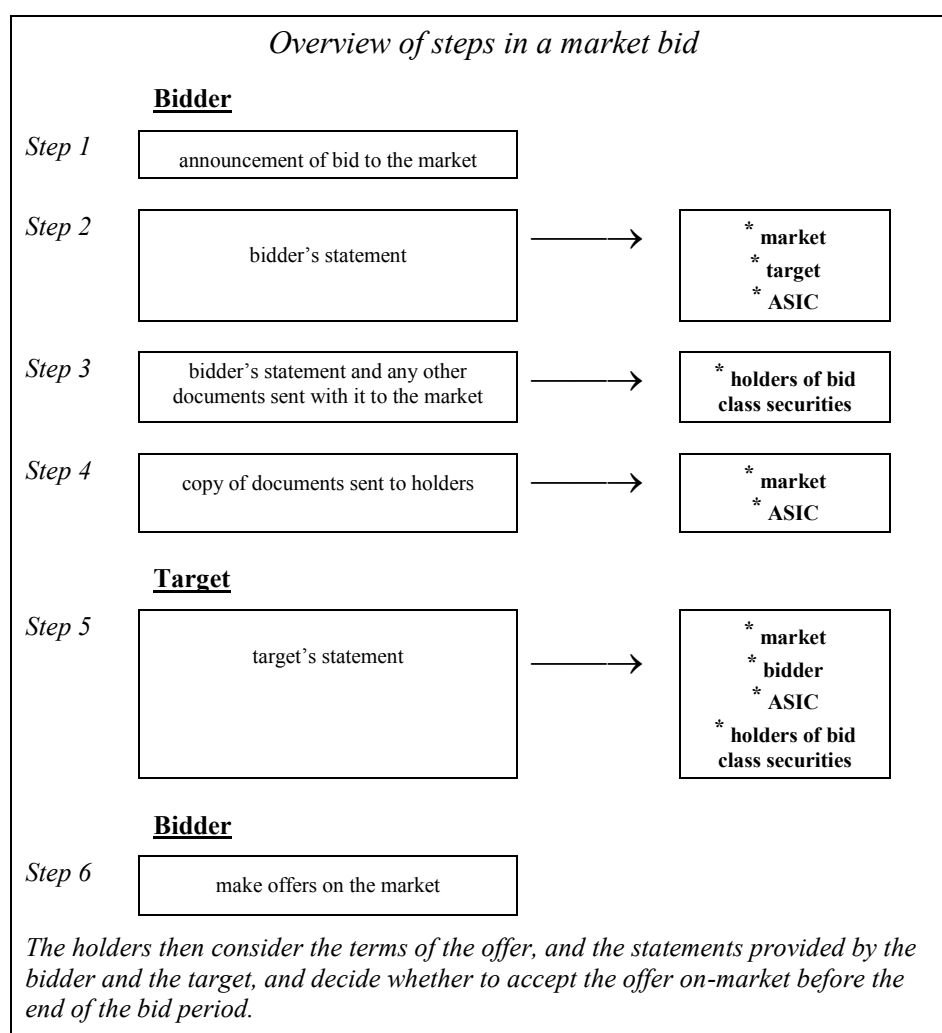 Overview of steps in a market bid
Bidder
Step 1
announcement of bid to the market
Step 2
bidder’s statement
* market
* target
* ASIC
Step 3
bidder’s statement and any other
documents sent with it to the market
* holders of bid
class securities
Step 4
copy of documents sent to holders
* market
* ASIC
Target
Step 5
target’s statement
* market
* bidder
* ASIC
* holders of bid
class securities
Bidder
Step 6
make offers on the market
The holders then consider the terms of the offer, and the statements provided by the
bidder and the target, and decide whether to accept the offer on-market before the
end of the bid period.